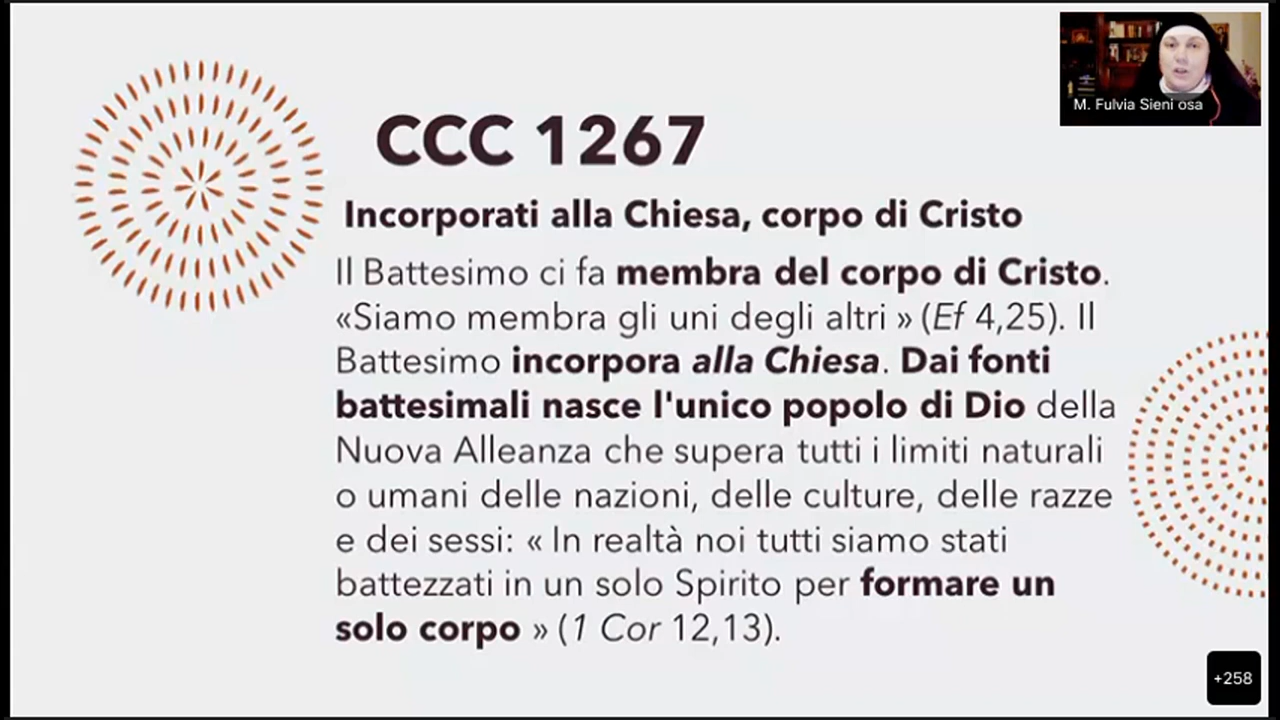 M. Fulvia Sieni osa
CCC 1267
Incorporati alla Chiesa, corpo di Cristo
Il Battesimo ci fa membra del corpo di Cristo.
«Siamo membra gli uni degli altri » (Ef 4,25). Il
Battesimo incorpora alla Chiesa. Dai fonti
battesimali nasce l'unico popolo di Dio della
Nuova Alleanza che supera tutti i limiti naturali
o umani delle nazioni, delle culture, delle razze
e dei sessi: « In realtà noi tutti siamo stati
battezzati in un solo Spirito per formare un
solo corpo » (1 Cor 12,13).
+258